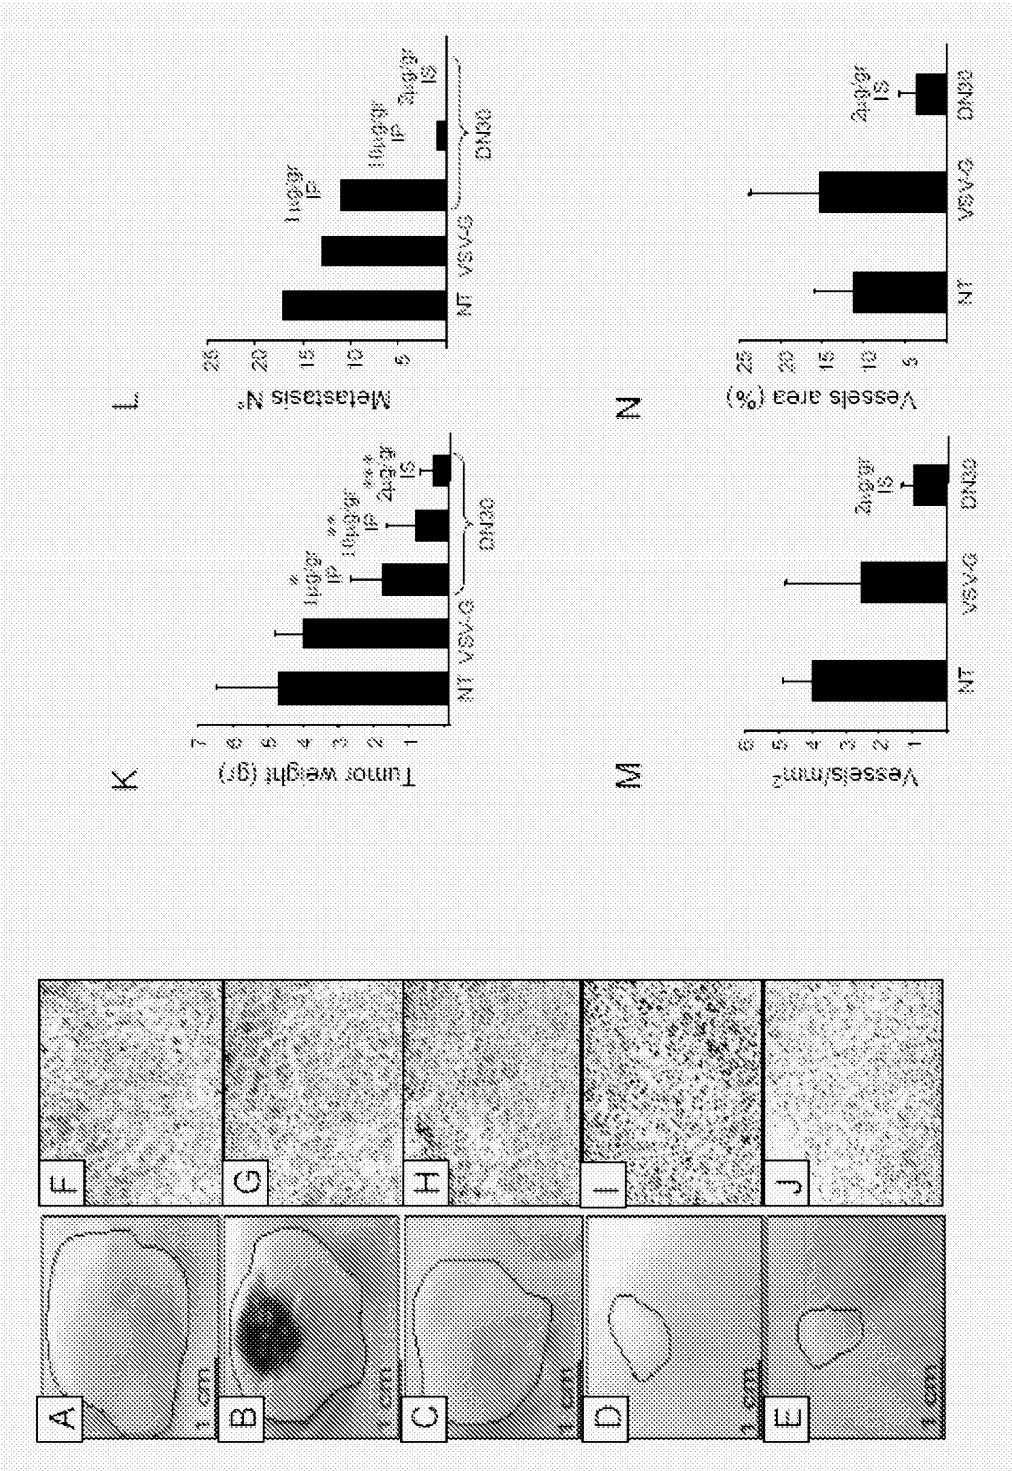 A
1 cm
B
1 cm
C
1 cm
D
1 cm
E
1 cm
F
G
H
I
J
K
Tumor weight (gr)
7
6
5
4
3
2
1
*
1µg/gr
IP
**
10µg/gr
IP
***
2µg/gr
IS
NT
VSV-G
DN30
L
Metastasis N°
25
20
15
10
5
1µg/gr
IP
10µg/gr
IP
2µg/gr
IS
NT
VSV-G
DN30
M
Vessels/mm²
6
5
4
3
2
1
2µg/gr
IS
NT
VSV-G
DN30
N
Vessels area (%)
25
20
15
10
5
2µg/gr
IS
NT
VSV-G
DN30